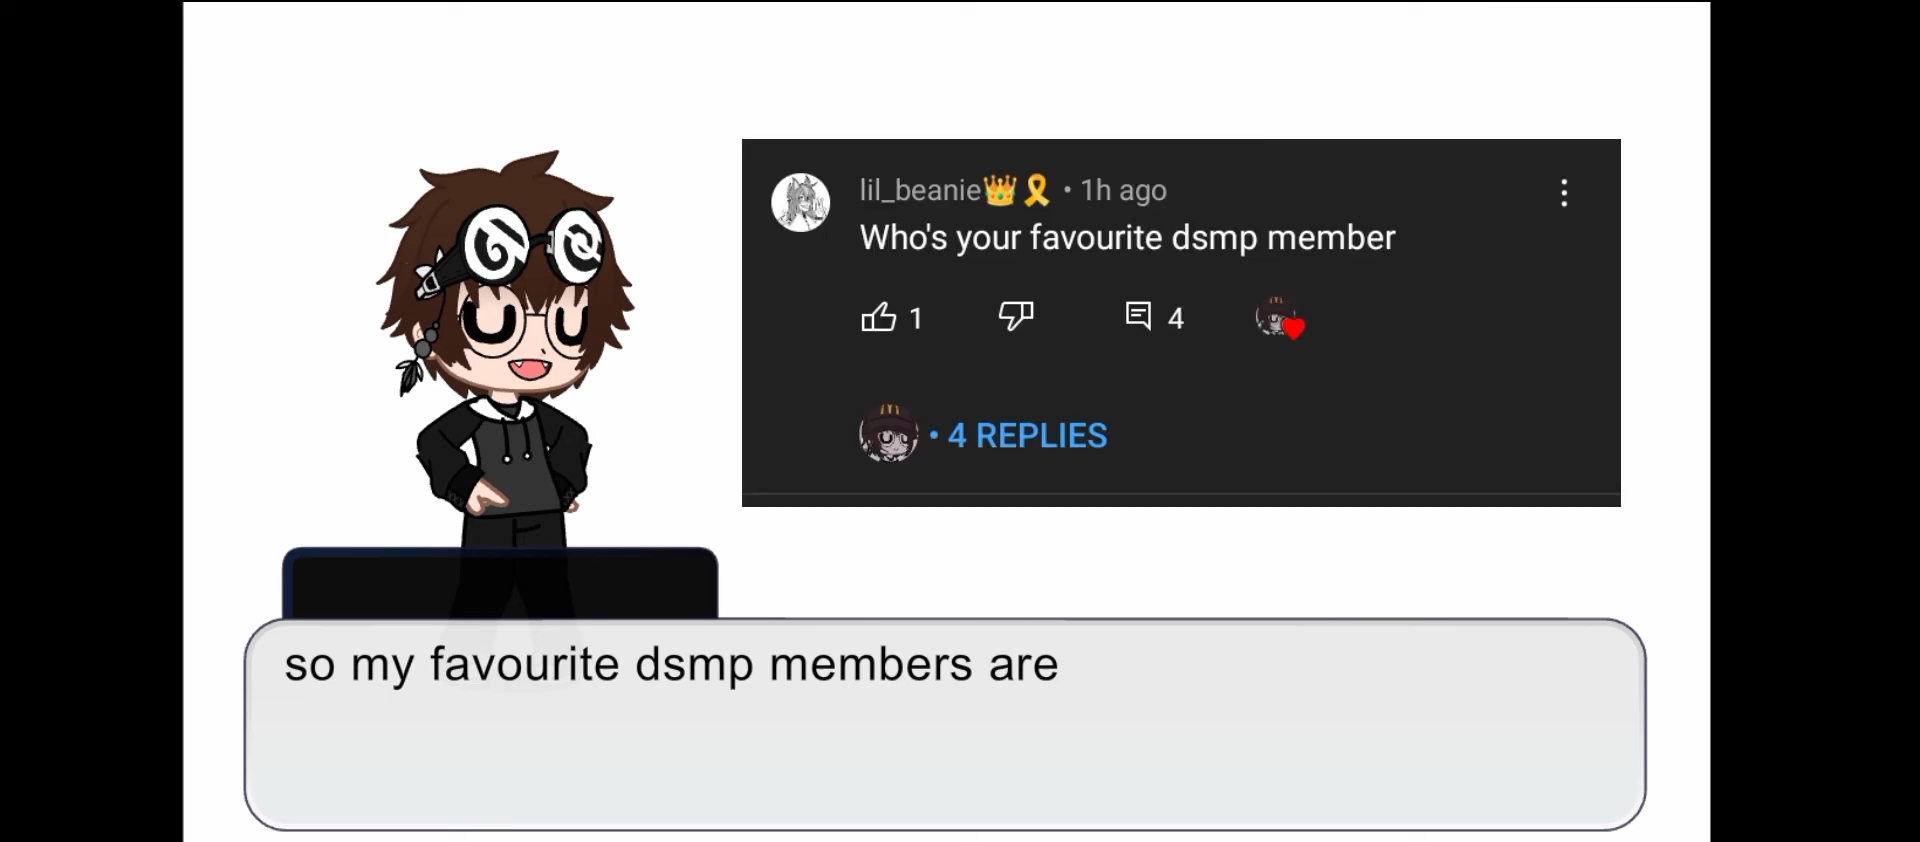 lil_beanie👑🎗️ • 1h ago
Who's your favourite dsmp member
1
4
• 4 REPLIES
so my favourite dsmp members are